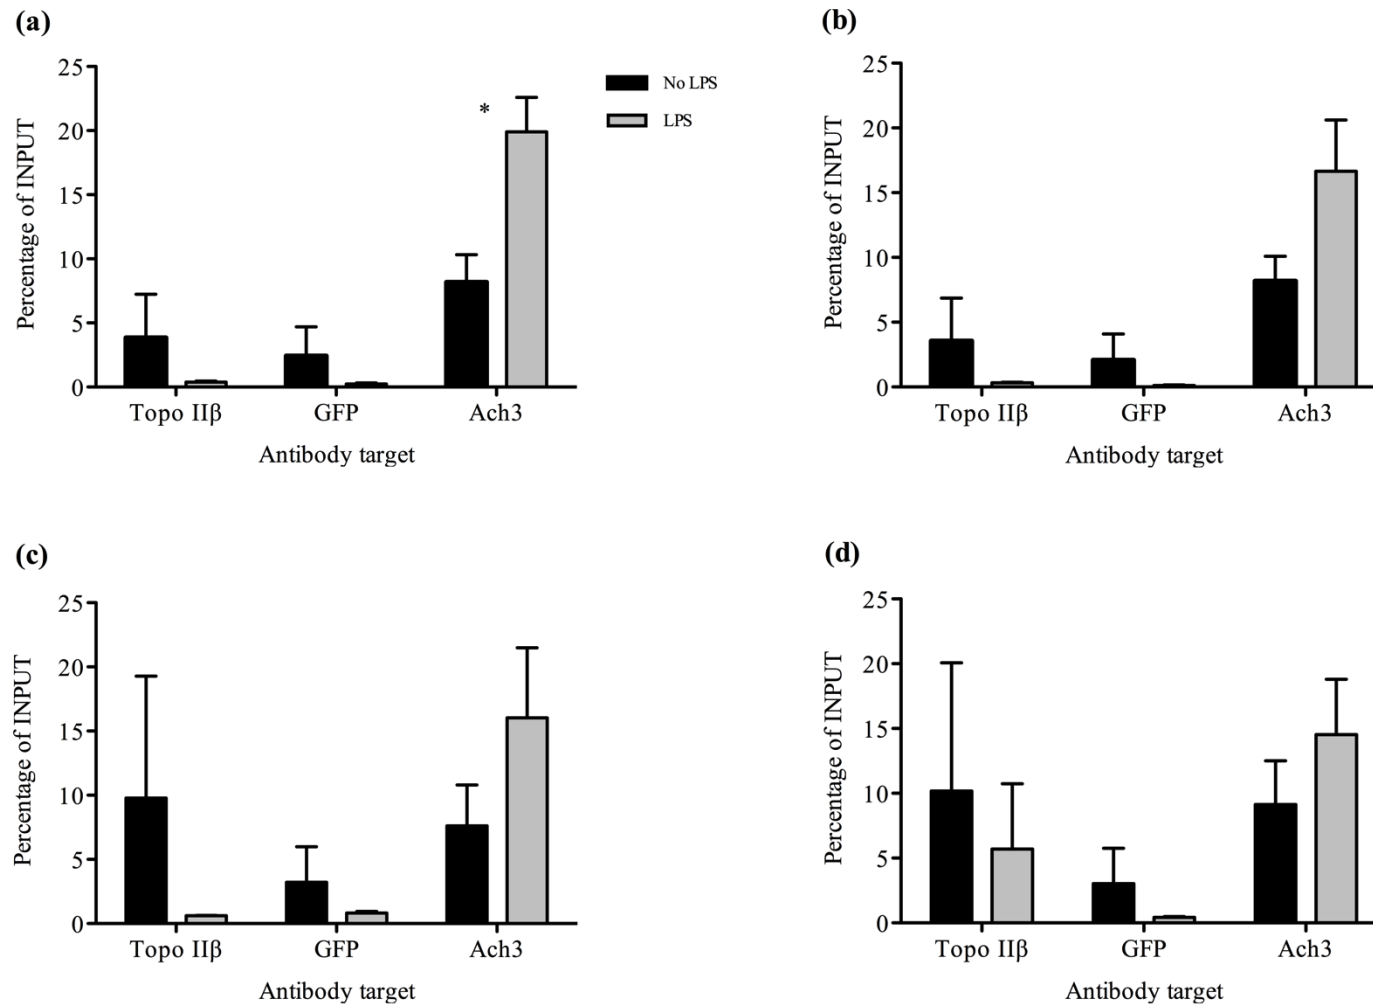 (a)
25
20
15
10
5
0
Percentage of INPUT
*
Topo IIβ GFP Ach3
Antibody target
No LPS
LPS
(b)
25
20
15
10
5
0
Percentage of INPUT
Topo IIβ GFP Ach3
Antibody target
(c)
25
20
15
10
5
0
Percentage of INPUT
Topo IIβ GFP Ach3
Antibody target
(d)
25
20
15
10
5
0
Percentage of INPUT
Topo IIβ GFP Ach3
Antibody target